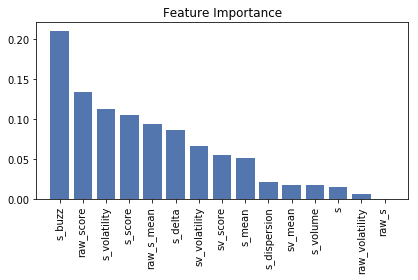 Feature Importance
0.20
0.15
0.10
0.05
0.00
s_buzz
raw_score
s_volatility
s_score
raw_s_mean
s_delta
sv_volatility
sv_score
s_mean
s_dispersion
sv_mean
s_volume
s
raw_volatility
raw_s